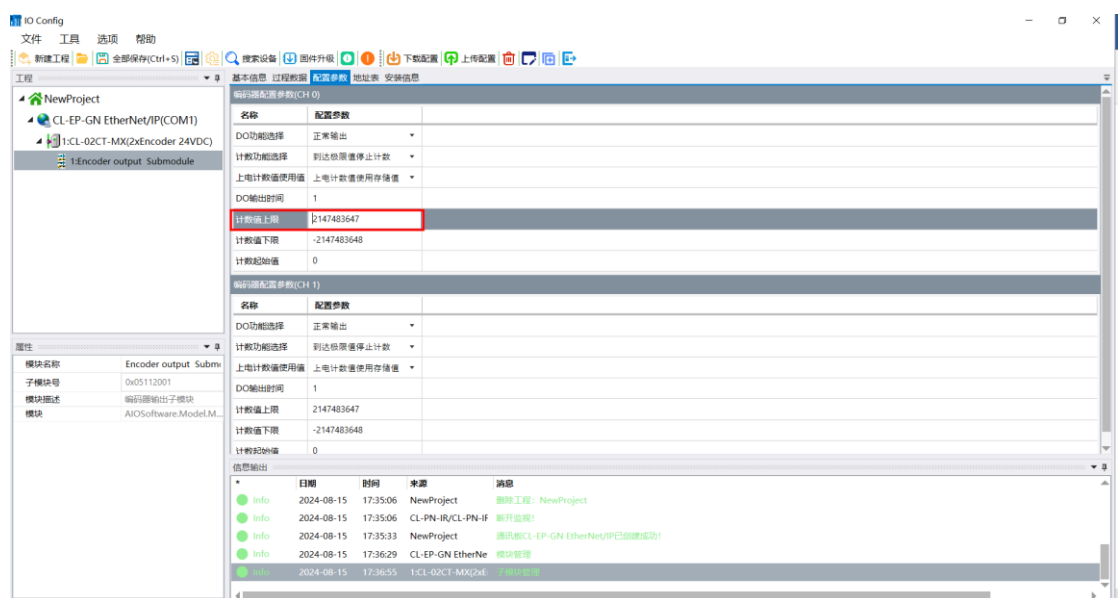 IO Config
文件 工具 选项 帮助
新建工程 全部保存(Ctrl+S) 搜索设备 固件升级 下载配置 上传配置
工程
基本信息 过程数据 配置参数 地址表 安装信息
NewProject
CL-EP-GN EtherNet/IP(COM1)
1:CL-02CT-MX(2xEncoder 24VDC)
1:Encoder output Submodule
编码器配置参数(CH 0)
名称 配置参数
DO功能选择 正常输出
计数功能选择 到达极限值停止计数
上电计数值使用值 上电计数值使用存储值
DO输出时间 1
计数值上限 2147483647
计数值下限 -2147483648
计数起始值 0
编码器配置参数(CH 1)
名称 配置参数
DO功能选择 正常输出
计数功能选择 到达极限值停止计数
上电计数值使用值 上电计数值使用存储值
DO输出时间 1
计数值上限 2147483647
计数值下限 -2147483648
计数起始值 0
属性
模块名称 Encoder output Subm
子模块号 0x05112001
模块描述 编码器输出子模块
模块 AIOSoftware.Model.M...
信息输出
* 日期 时间 来源 消息
Info 2024-08-15 17:35:06 NewProject 删除工程: NewProject
Info 2024-08-15 17:35:06 CL-PN-IR/CL-PN-IF 断开监视!
Info 2024-08-15 17:35:33 NewProject 通讯板CL-EP-GN EtherNet/IP已创建成功!
Info 2024-08-15 17:36:29 CL-EP-GN EtherNe 模块管理
Info 2024-08-15 17:36:55 1:CL-02CT-MX(2xE 子模块管理